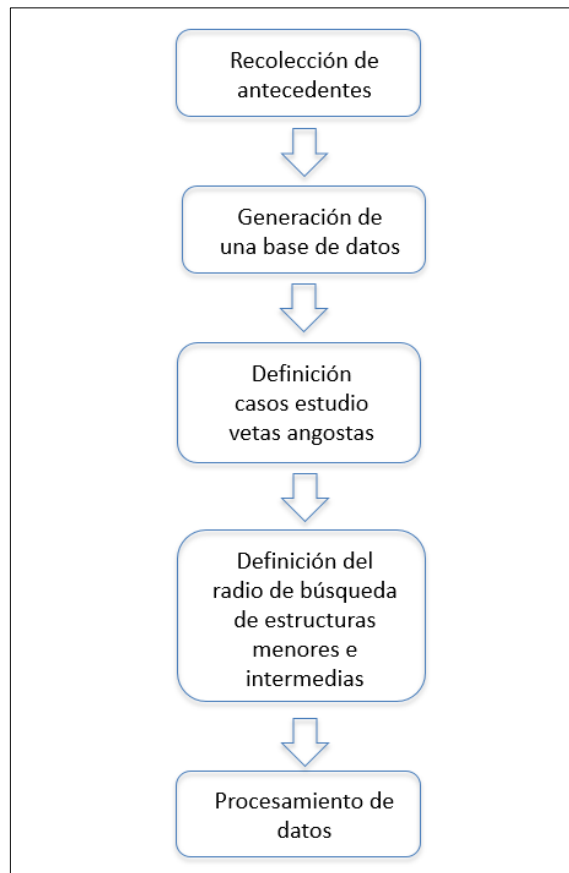 Recolección de
antecedentes
Generación de
una base de datos
Definición
casos estudio
vetas angostas
Definición del
radio de búsqueda
de estructuras
menores e
intermedias
Procesamiento de
datos